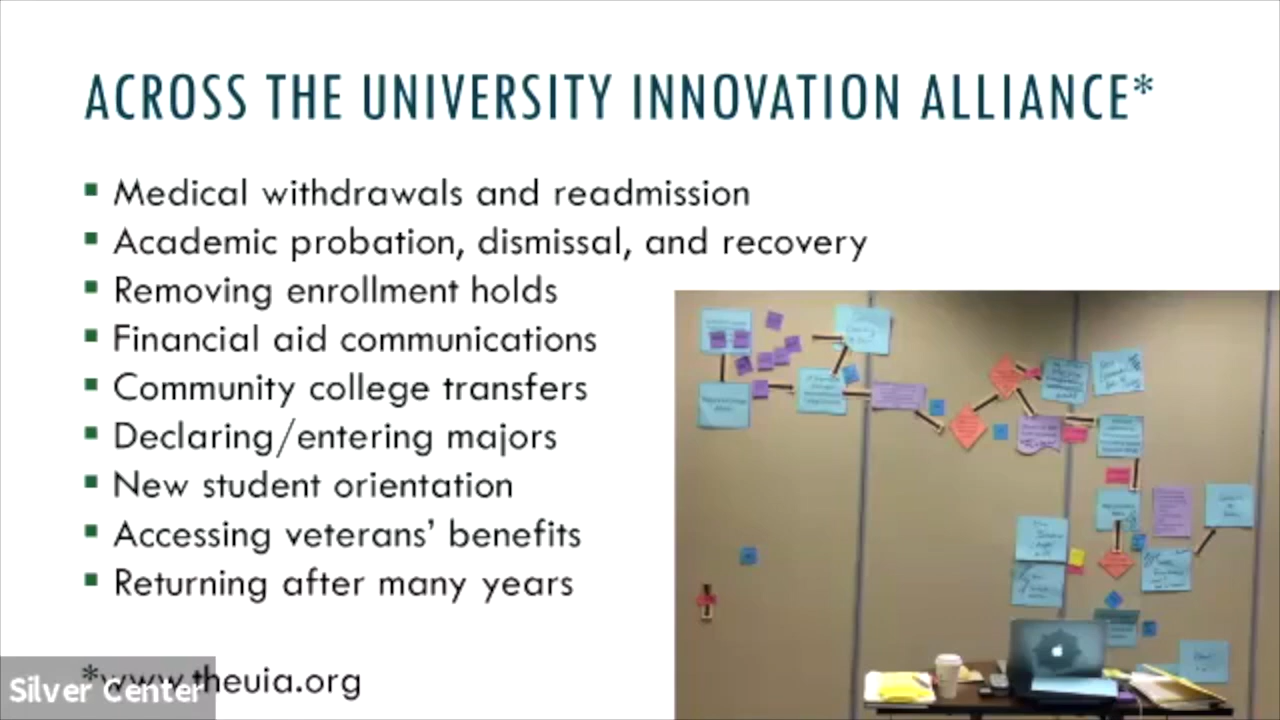 ACROSS THE UNIVERSITY INNOVATION ALLIANCE*
Medical withdrawals and readmission
Academic probation, dismissal, and recovery
Removing enrollment holds
Financial aid communications
Community college transfers
Declaring/entering majors
New student orientation
Accessing veterans’ benefits
Returning after many years
*www.theuia.org
Silver Center